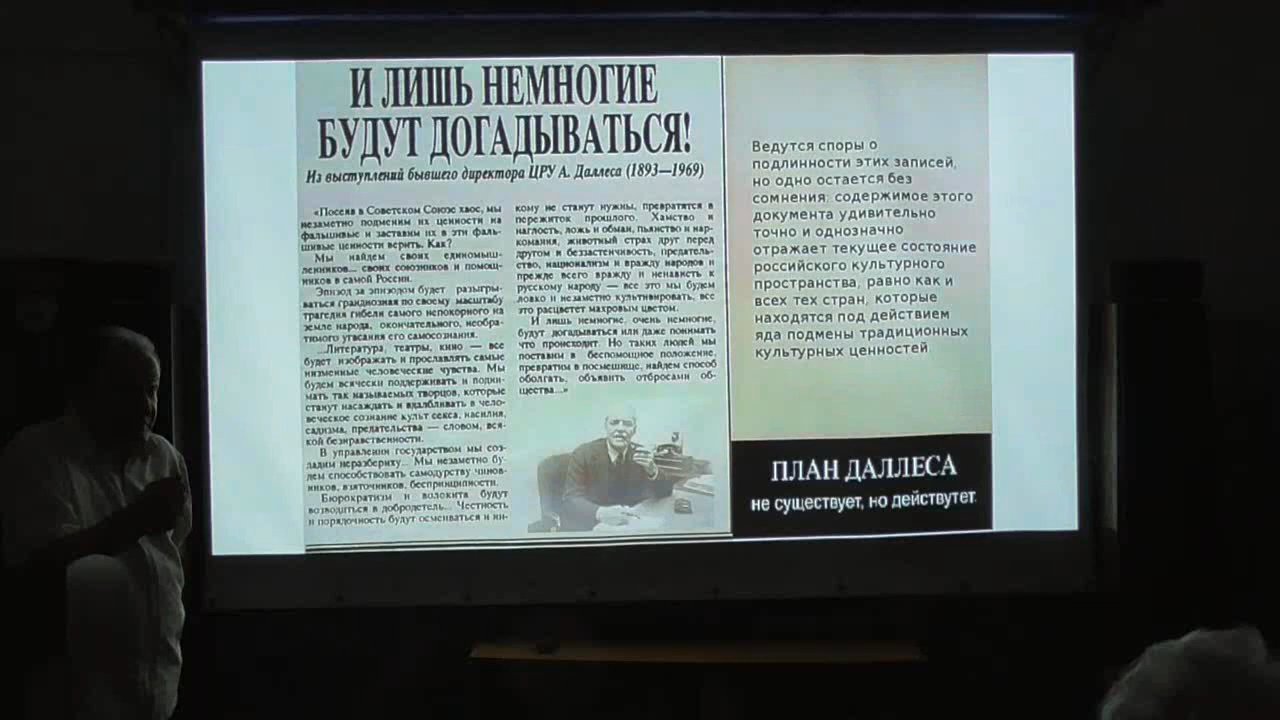 И ЛИШЬ НЕМНОГИЕ
БУДУТ ДОГАДЫВАТЬСЯ!
Из выступлений бывшего директора ЦРУ А. Даллеса (1893—1969)
«Посеяв в Советском Союзе хаос, мы
незаметно подменим их ценности на
фальшивые и заставим их в эти фаль-
шивые ценности верить. Как?
Мы найдем своих единомыш-
ленников... своих союзников и помощ-
ников в самой России.
Эпизод за эпизодом будет разыгры-
ваться грандиозная по своему масштабу
трагедия гибели самого непокорного на
земле народа, окончательного, необра-
тимого угасания его самосознания.
...Литература, театры, кино — все
будет изображать и прославлять самые
низменные человеческие чувства. Мы
будем всячески поддерживать и подни-
мать так называемых творцов, которые
станут насаждать и вдалбливать в чело-
веческое сознание культ секса, насилия,
садизма, предательства — словом, вся-
кой безнравственности.
В управлении государством мы соз-
дадим неразбериху... Мы незаметно бу-
дем способствовать самодурству чинов-
ников, взяточников, беспринципности.
Бюрократизм и волокита будут
возводиться в добродетель... Честность
и порядочность будут осмеиваться и ни-
кому не станут нужны, превратятся в
пережиток прошлого. Хамство и
наглость, ложь и обман, пьянство и нар-
комания, животный страх друг перед
другом и беззастенчивость, предатель-
ство, национализм и вражду народов и
прежде всего вражду и ненависть к
русскому народу — все это мы будем
ловко и незаметно культивировать, все
это расцветет махровым цветом.
И лишь немногие, очень немногие,
будут догадываться или даже понимать
что происходит. Но таких людей мы
поставим в беспомощное положение,
превратим в посмешище, найдем способ
оболгать, объявить отбросами об-
щества...»
Ведутся споры о
подлинности этих записей,
но одно остается без
сомнения; содержимое этого
документа удивительно
точно и однозначно
отражает текущее состояние
российского культурного
пространства, равно как и
всех тех стран, которые
находятся под действием
яда подмены традиционных
культурных ценностей
ПЛАН ДАЛЛЕСА
не существует, но действутет.